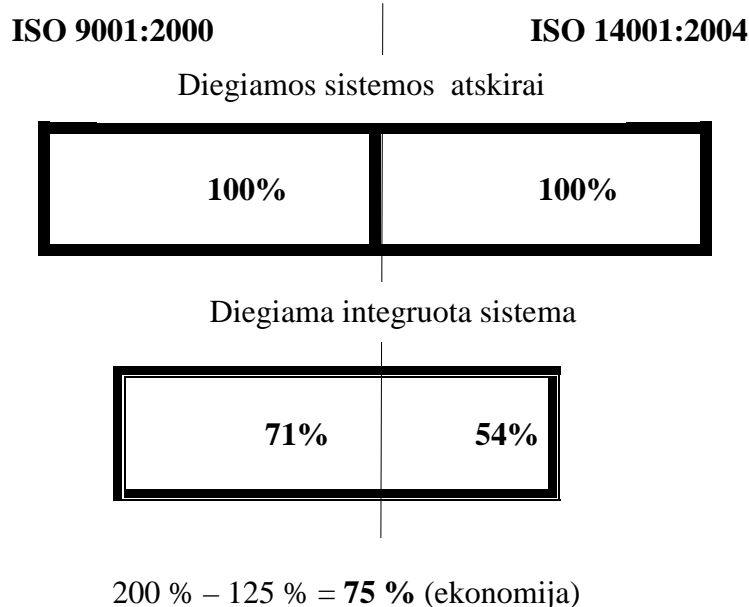 ISO 9001:2000 ISO 14001:2004
Diegiamos sistemos atskirai
100% 100%
Diegiama integruota sistema
71% 54%
200 % – 125 % = 75 % (ekonomija)